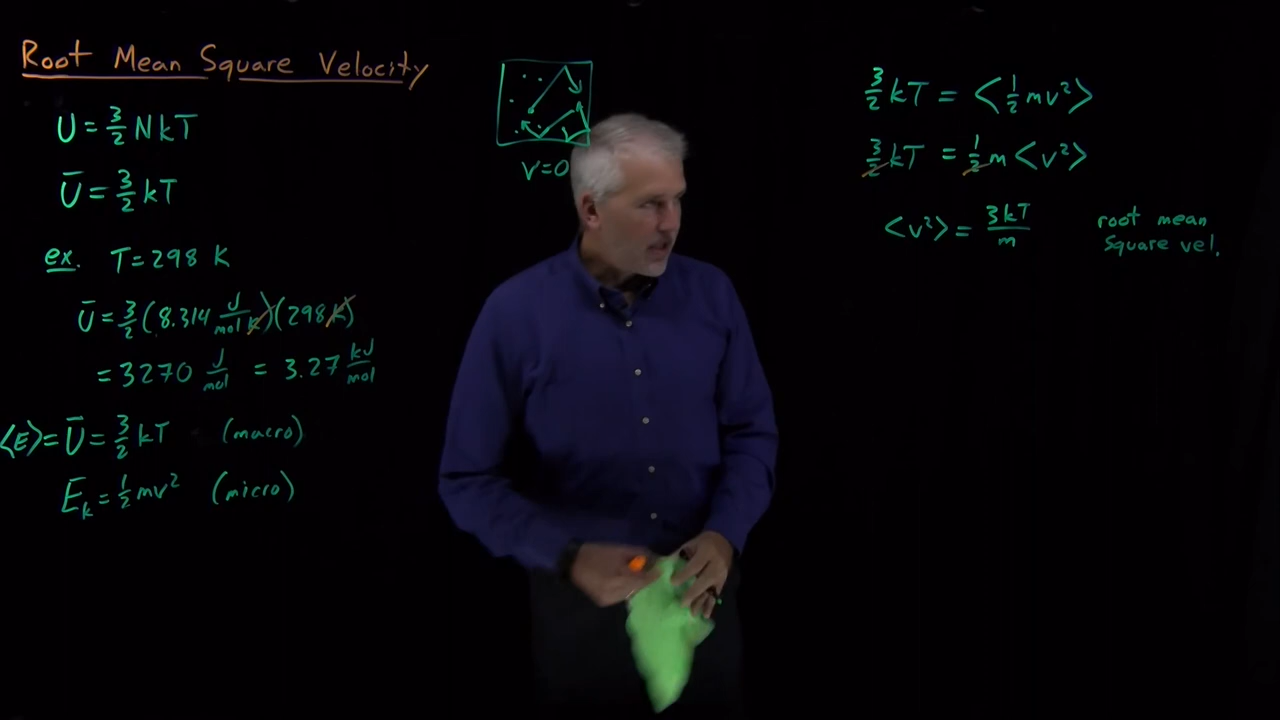 Root Mean Square Velocity
U = 3/2 NkT
Ū = 3/2 kT
ex. T = 298 K
Ū = 3/2 (8.314 J/mol K)(298 K)
= 3270 J/mol = 3.27 kJ/mol
⟨E⟩ = Ū = 3/2 kT (macro)
E_k = 1/2 mv² (micro)
V=0
3/2 kT = ⟨1/2 mv²⟩
3/2 kT = 1/2 m ⟨v²⟩
⟨v²⟩ = 3kT/m
root mean
square vel.